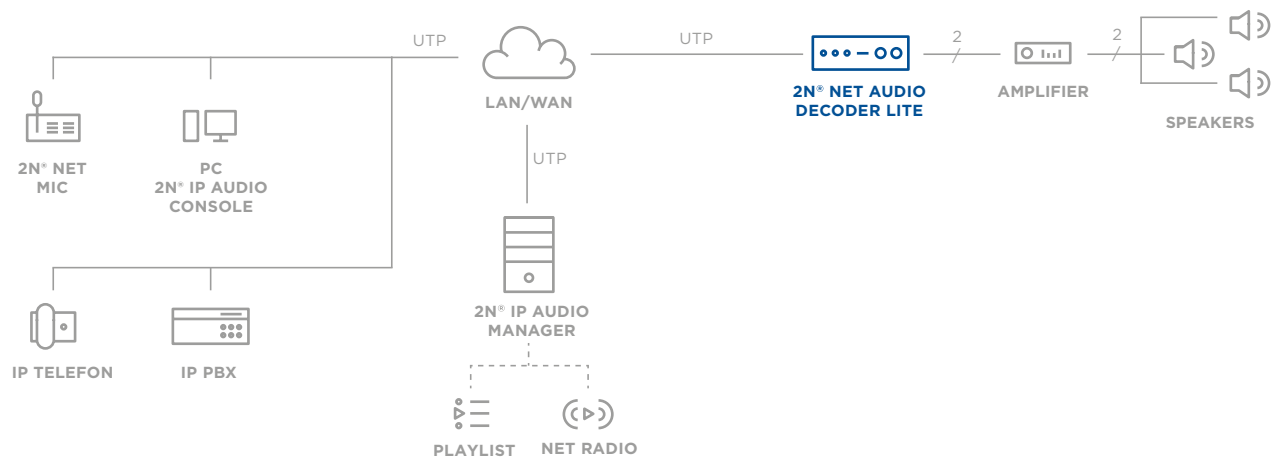 UTP
UTP
2
2
LAN/WAN
2N® NET AUDIO
DECODER LITE
AMPLIFIER
SPEAKERS
2N® NET
MIC
PC
2N® IP AUDIO
CONSOLE
UTP
2N® IP AUDIO
MANAGER
IP TELEFON
IP PBX
PLAYLIST
NET RADIO